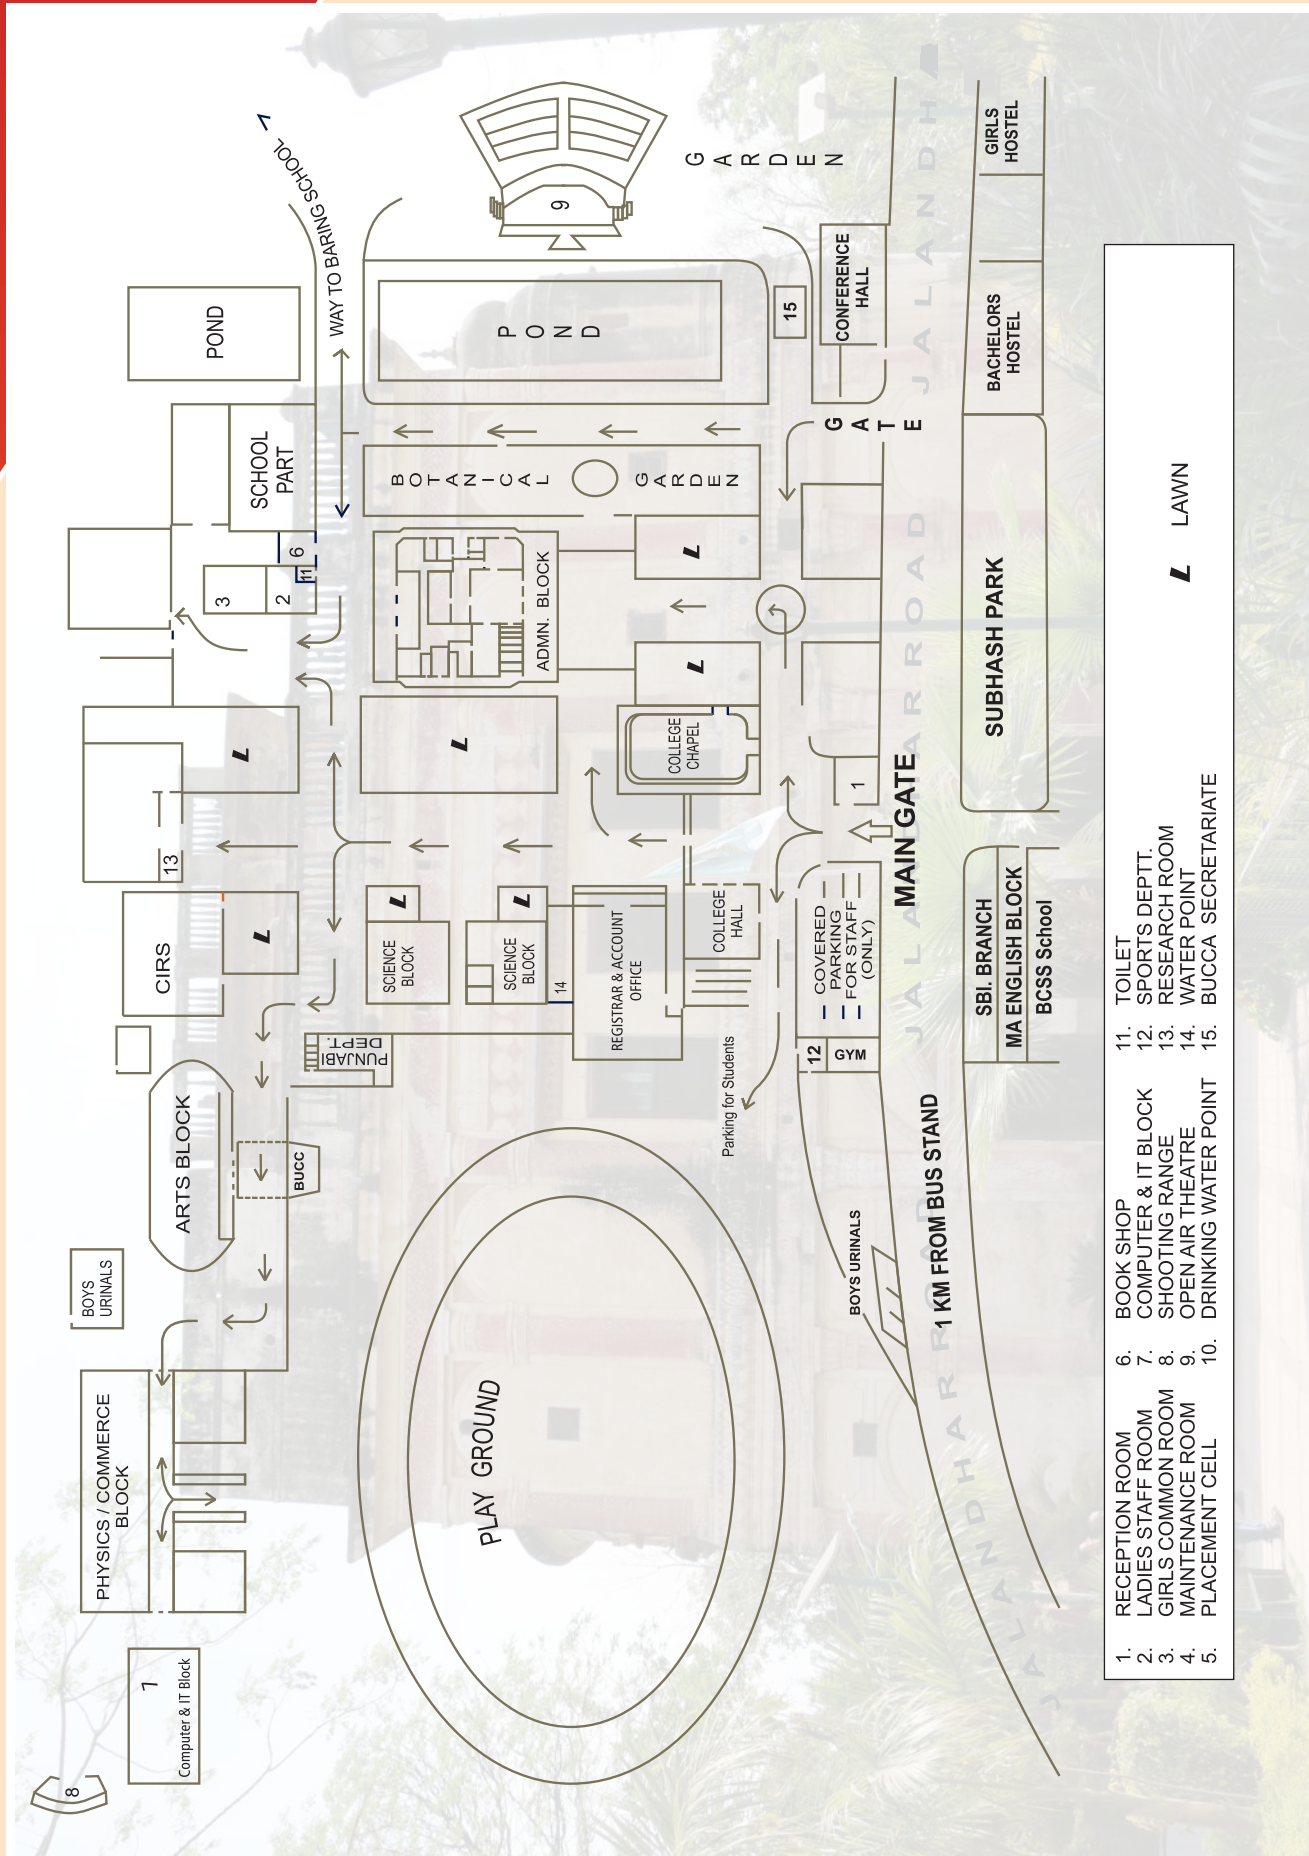 WAY TO BARING SCHOOL
POND
SCHOOL
PART
6
11
2
3
9
G A R D E N
P O N D
15
CONFERENCE
HALL
G A T E
B O T A N I C A L
G A R D E N
ADMN. BLOCK
L
L
L
L
COLLEGE
CHAPEL
1
MAIN GATE
13
CIRS
L
SCIENCE
BLOCK
L
SCIENCE
BLOCK
L
14
REGISTRAR & ACCOUNT
OFFICE
COLLEGE
HALL
COVERED
PARKING
FOR STAFF
(ONLY)
12
GYM
Parking for Students
PUNJABI
DEPT.
ARTS BLOCK
BUCC
BOYS
URINALS
PHYSICS / COMMERCE
BLOCK
7
Computer & IT Block
8
PLAY GROUND
BOYS URINALS
1 KM FROM BUS STAND
JALANDHAR ROAD
JALANDHAR ROAD
JALANDHA
GIRLS
HOSTEL
BACHELORS
HOSTEL
SUBHASH PARK
SBI. BRANCH
MA ENGLISH BLOCK
BCSS School
1. RECEPTION ROOM
2. LADIES STAFF ROOM
3. GIRLS COMMON ROOM
4. MAINTENANCE ROOM
5. PLACEMENT CELL
6. BOOK SHOP
7. COMPUTER & IT BLOCK
8. SHOOTING RANGE
9. OPEN AIR THEATRE
10. DRINKING WATER POINT
11. TOILET
12. SPORTS DEPTT.
13. RESEARCH ROOM
14. WATER POINT
15. BUCCA SECRETARIATE
L LAWN